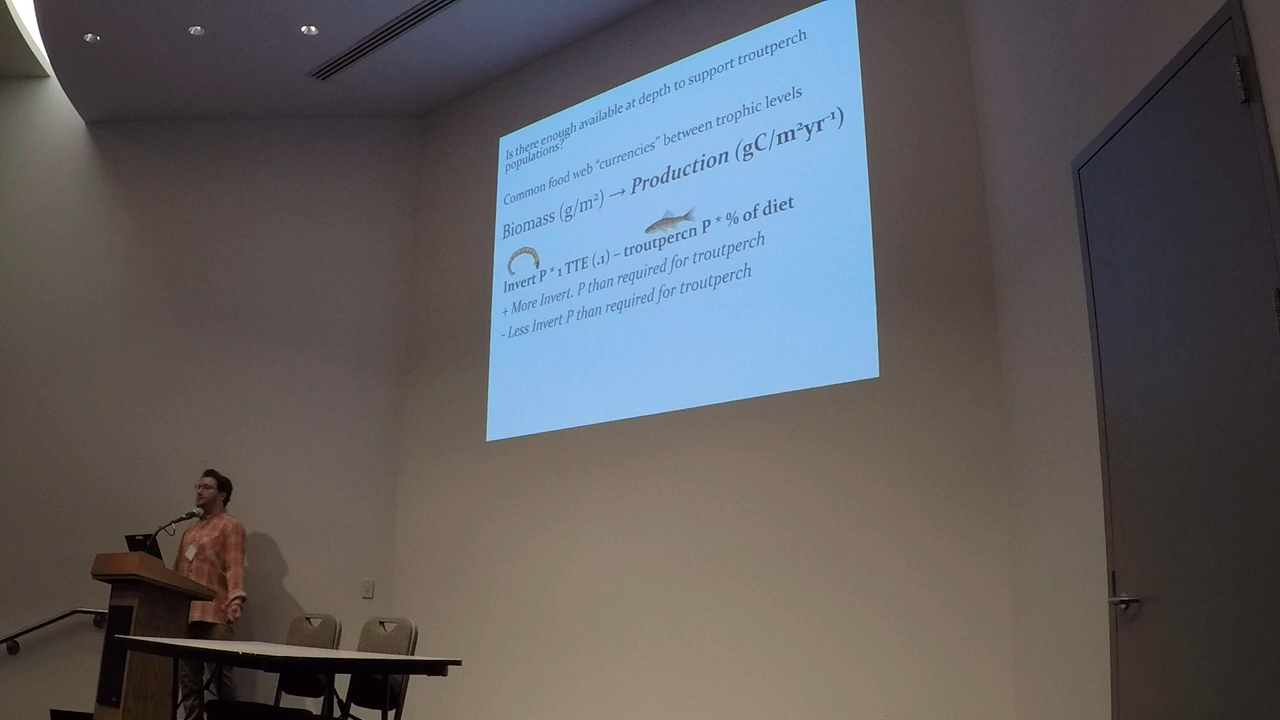 Is there enough available at depth to support troutperch
populations?
Common food web “currencies” between trophic levels
Biomass (g/m²) → Production (gC/m²yr⁻¹)
Invert P * 1 TTE (.1) – troutperch P * % of diet
+ More Invert. P than required for troutperch
- Less Invert P than required for troutperch